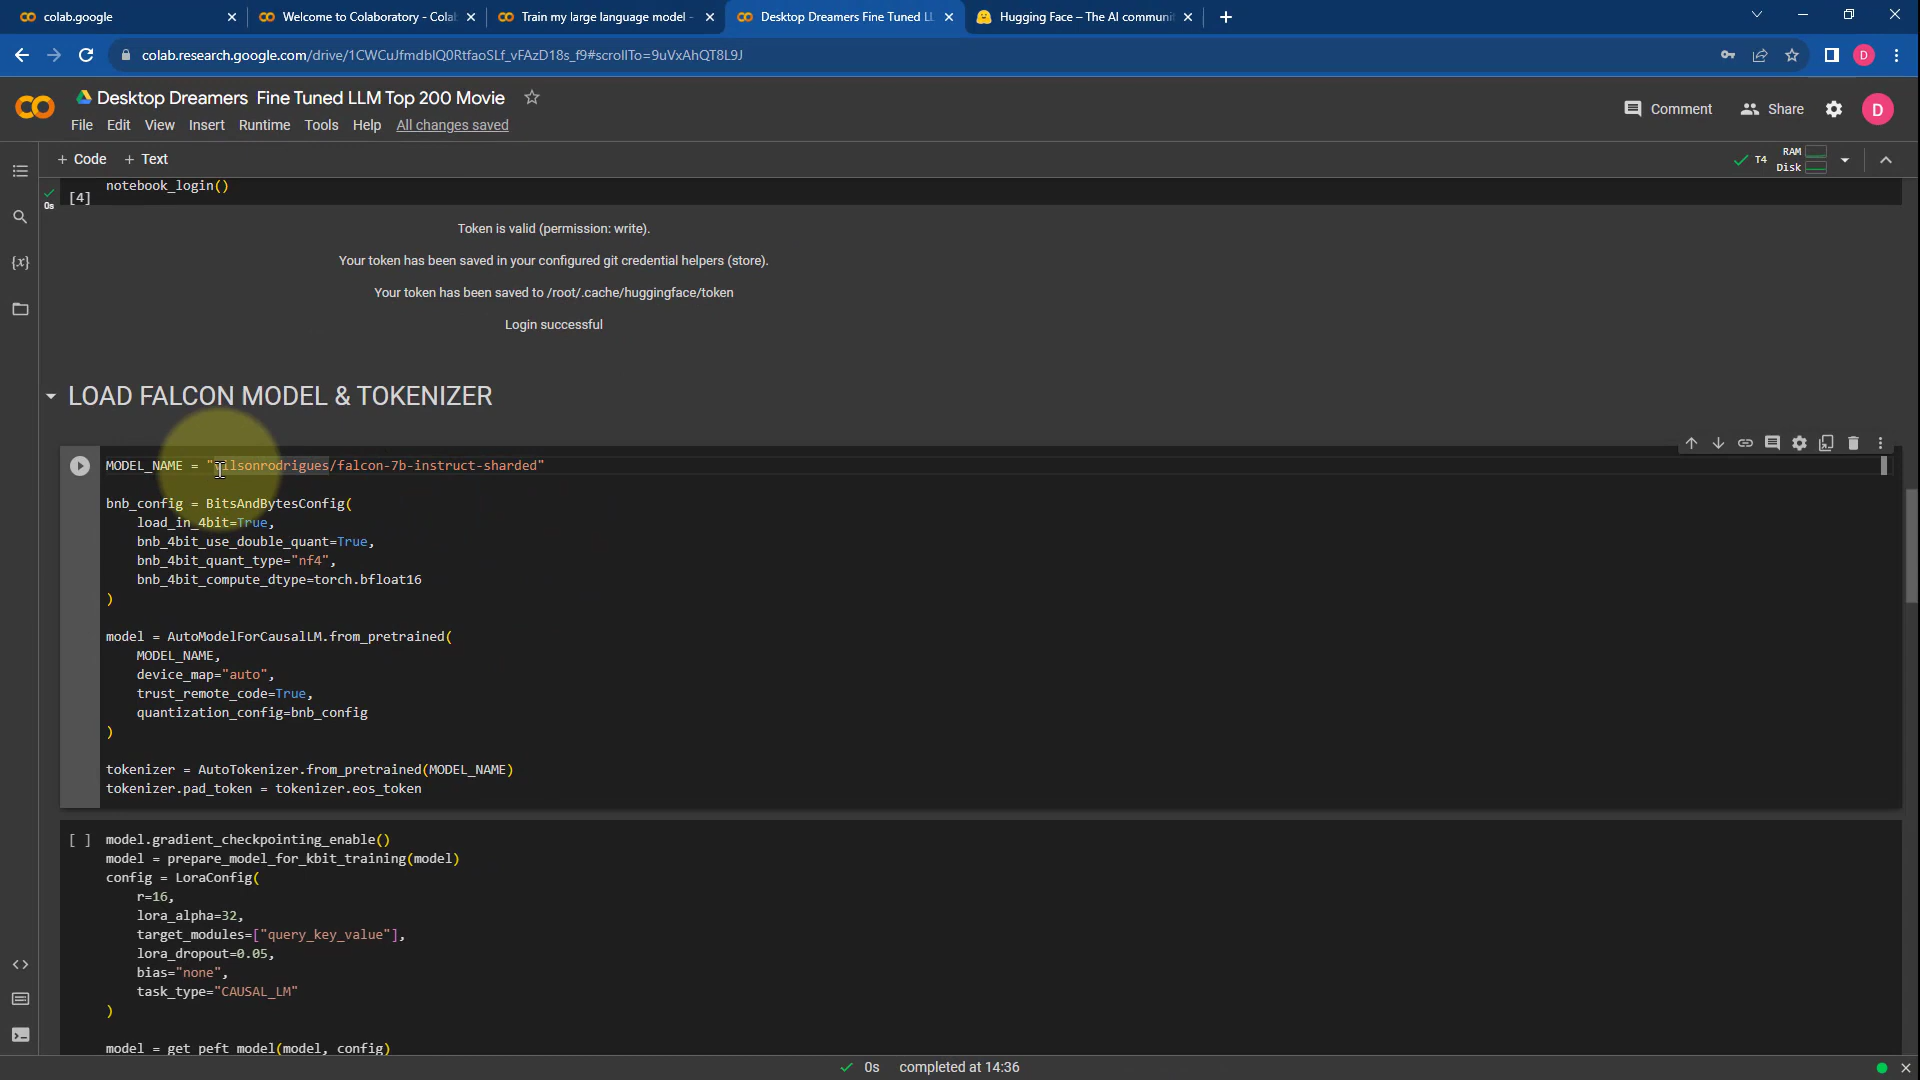 colab.google
Welcome to Colaboratory - Cola
Train my large language model -
Desktop Dreamers Fine Tuned LL
Hugging Face – The AI communit
colab.research.google.com/drive/1CWCuJfmdblQ0RtfaoSLf_vFAzD18s_f9#scrollTo=9uVxAhQT8L9J
D
Desktop Dreamers Fine Tuned LLM Top 200 Movie
Comment
Share
D
File Edit View Insert Runtime Tools Help All changes saved
+ Code + Text
T4
RAM
Disk
notebook_login()
[4]
0s
Token is valid (permission: write).
Your token has been saved in your configured git credential helpers (store).
Your token has been saved to /root/.cache/huggingface/token
Login successful
LOAD FALCON MODEL & TOKENIZER
MODEL_NAME = "vilsonrodrigues/falcon-7b-instruct-sharded"
bnb_config = BitsAndBytesConfig(
load_in_4bit=True,
bnb_4bit_use_double_quant=True,
bnb_4bit_quant_type="nf4",
bnb_4bit_compute_dtype=torch.bfloat16
)
model = AutoModelForCausalLM.from_pretrained(
MODEL_NAME,
device_map="auto",
trust_remote_code=True,
quantization_config=bnb_config
)
tokenizer = AutoTokenizer.from_pretrained(MODEL_NAME)
tokenizer.pad_token = tokenizer.eos_token
[ ]
model.gradient_checkpointing_enable()
model = prepare_model_for_kbit_training(model)
config = LoraConfig(
r=16,
lora_alpha=32,
target_modules=["query_key_value"],
lora_dropout=0.05,
bias="none",
task_type="CAUSAL_LM"
)
model = get_peft_model(model, config)
0s completed at 14:36